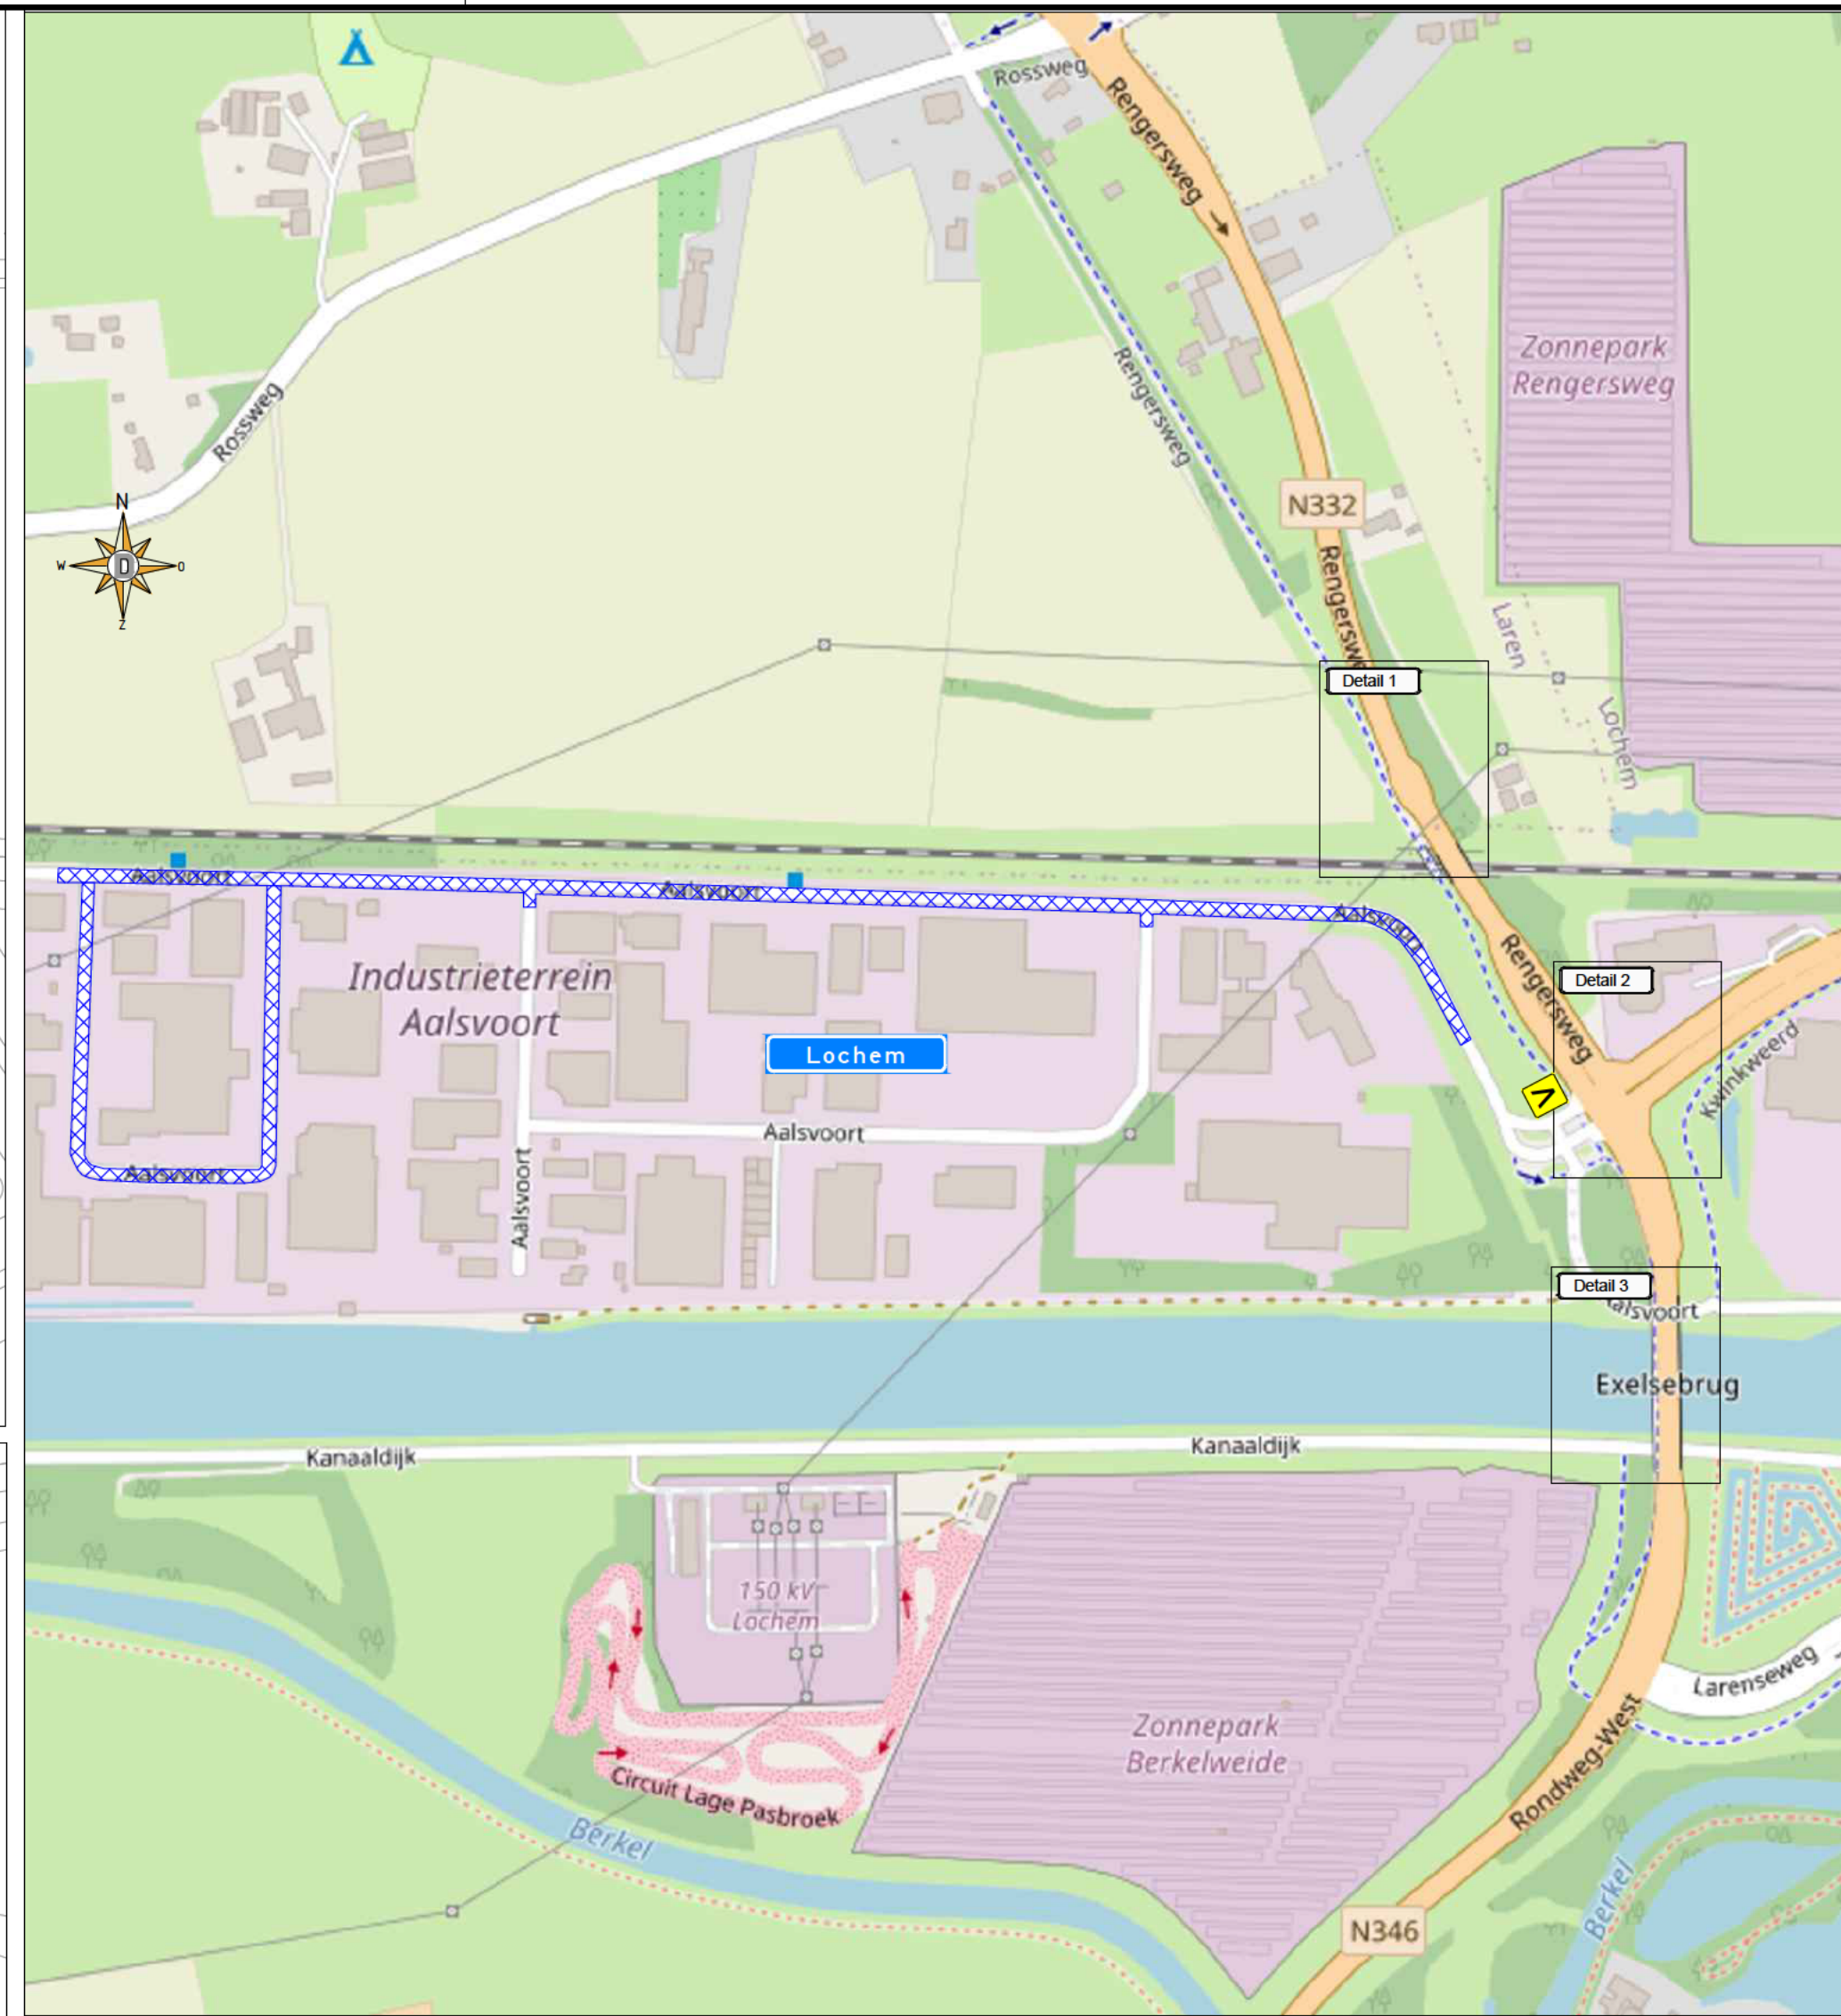 Rossweg
Rengersweg
Zonnepark
Rengersweg
Rengersweg
Rossweg
N332
N
W
D
O
Z
Rengersw
Laren
Detail 1
Lochem
Aalsvoort
Aalsvoort
Aalsvoort
Rengersweg
Industrieterrein
Aalsvoort
Detail 2
Lochem
Kwinkweerd
V
Aalsvoort
Aalsvoort
Aalsvoort
Detail 3
alsvoort
Exelsebrug
Kanaaldijk
Kanaaldijk
150 kV
Lochem
Larenseweg
Zonnepark
Berkelweide
Rondweg-West
Circuit Lage Pasbroek
Berkel
Berkel
N346